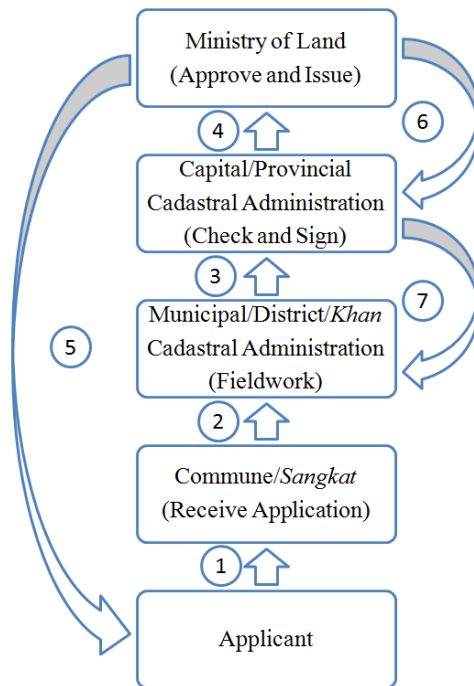 Ministry of Land
(Approve and Issue)
4
6
Capital/Provincial
Cadastral Administration
(Check and Sign)
3
7
Municipal/District/Khan
Cadastral Administration
(Fieldwork)
5
2
Commune/Sangkat
(Receive Application)
1
Applicant